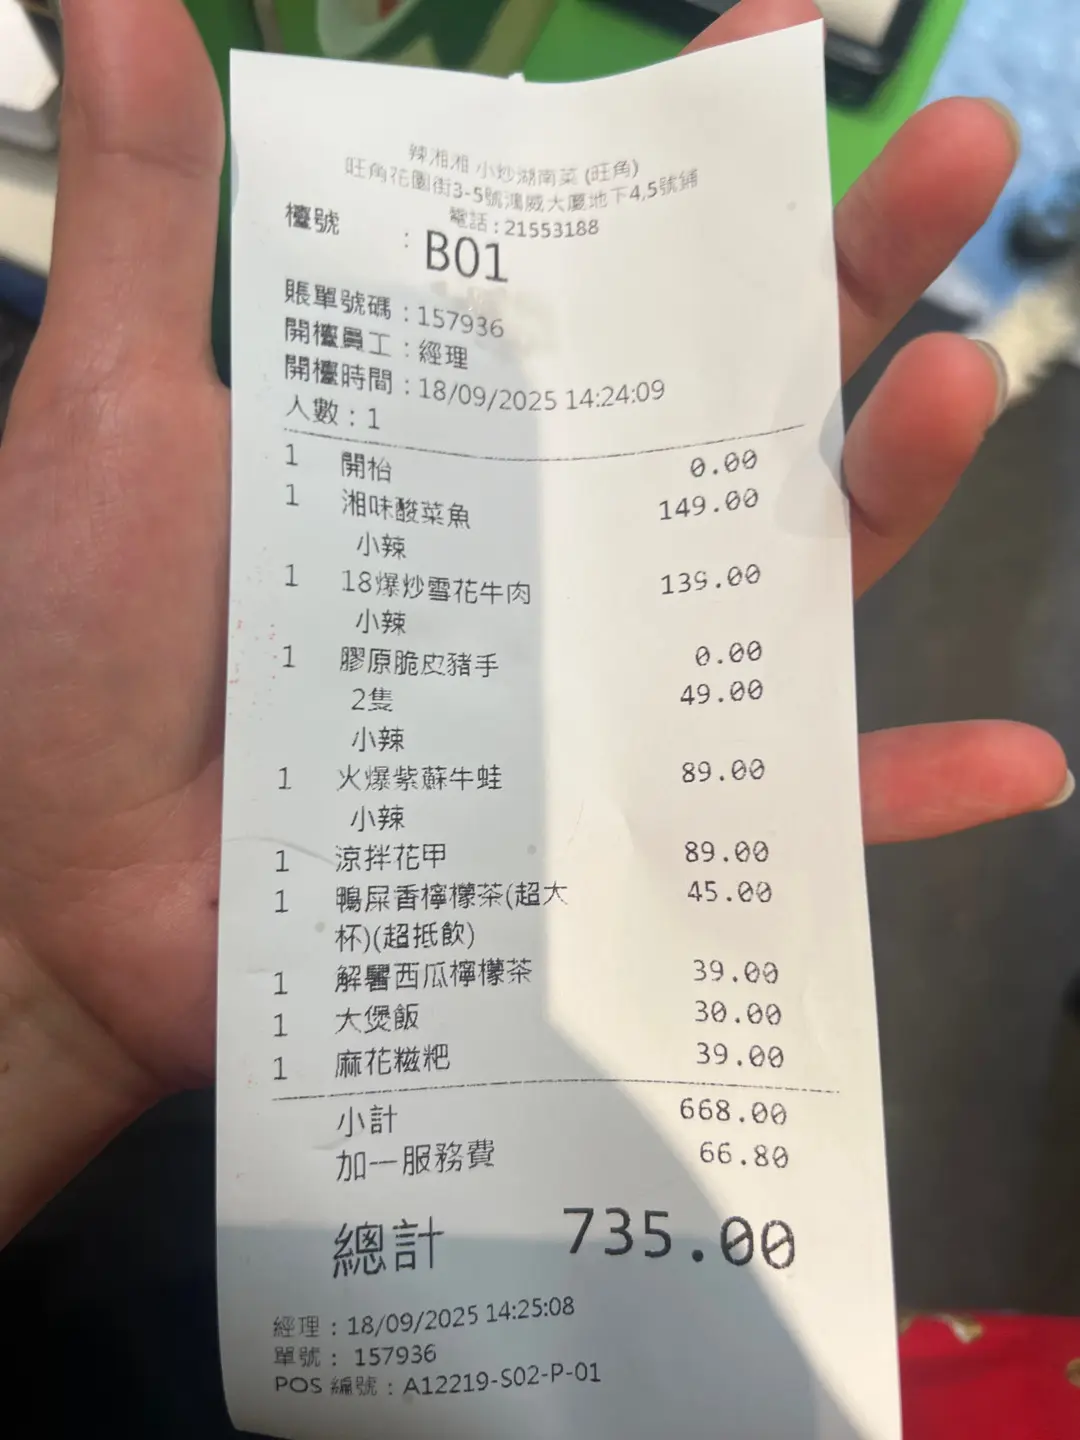 辣湘湘 小炒湖南菜 (旺角)
旺角花園街3-5號鴻威大廈地下4,5號鋪
電話 : 21553188
檯號 : B01
賬單號碼 : 157936
開檯員工 : 經理
開檯時間 : 18/09/2025 14:24:09
人數 : 1
1 開枱 0.00
1 湘味酸菜魚 149.00
小辣
1 18爆炒雪花牛肉 139.00
小辣
1 膠原脆皮豬手 0.00
2隻 49.00
小辣
1 火爆紫蘇牛蛙 89.00
小辣
1 涼拌花甲 89.00
1 鴨屎香檸檬茶(超大 45.00
杯)(超抵飲)
1 解暑西瓜檸檬茶 39.00
1 大煲飯 30.00
1 麻花糍粑 39.00
小計 668.00
加一服務費 66.80
總計 735.00
經理 : 18/09/2025 14:25:08
單號 : 157936
POS 編號 : A12219-S02-P-01